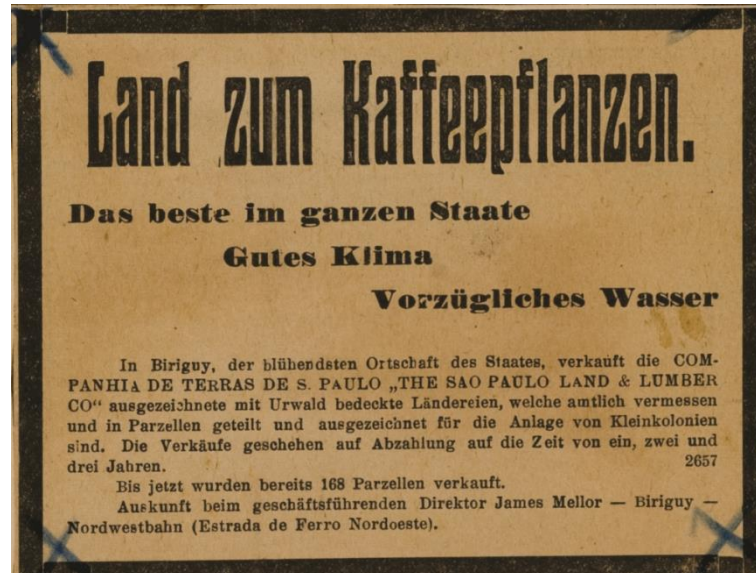 Land zum Kaffeepflanzen.
Das beste im ganzen Staate
Gutes Klima
Vorzügliches Wasser
In Biriguy, der blühendsten Ortschaft des Staates, verkauft die COM-
PANHIA DE TERRAS DE S. PAULO „THE SAO PAULO LAND & LUMBER
CO“ ausgezeichnete mit Urwald bedeckte Ländereien, welche amtlich vermessen
und in Parzellen geteilt und ausgezeichnet für die Anlage von Kleinkolonien
sind. Die Verkäufe geschehen auf Abzahlung auf die Zeit von ein, zwei und
drei Jahren. 2657
Bis jetzt wurden bereits 168 Parzellen verkauft.
Auskunft beim geschäftsführenden Direktor James Mellor — Biriguy —
Nordwestbahn (Estrada de Ferro Nordoeste).